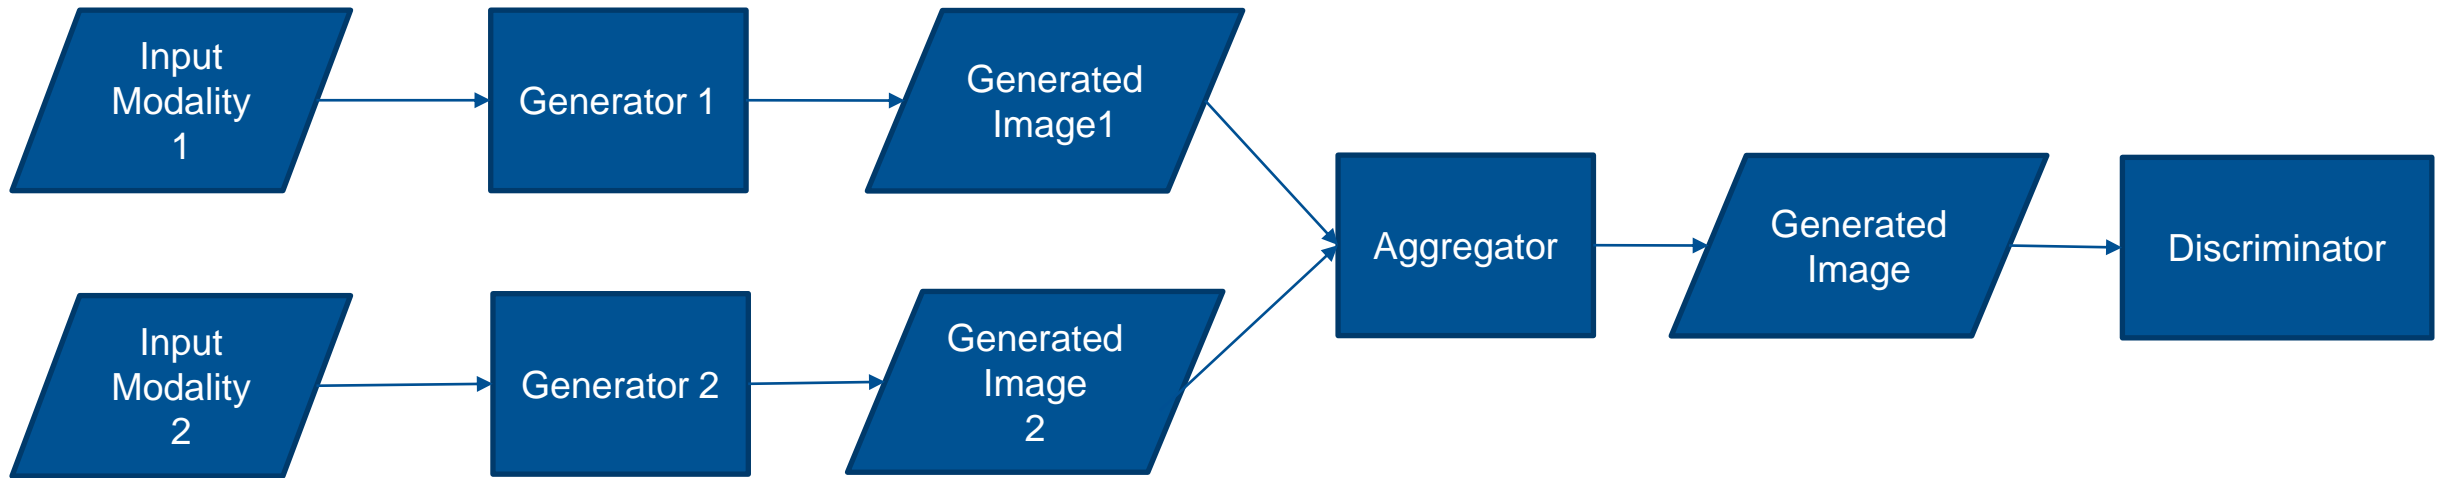 Input
Modality
1
Generator 1
Generated
Image1
Input
Modality
2
Generator 2
Generated
Image
2
Aggregator
Generated
Image
Discriminator